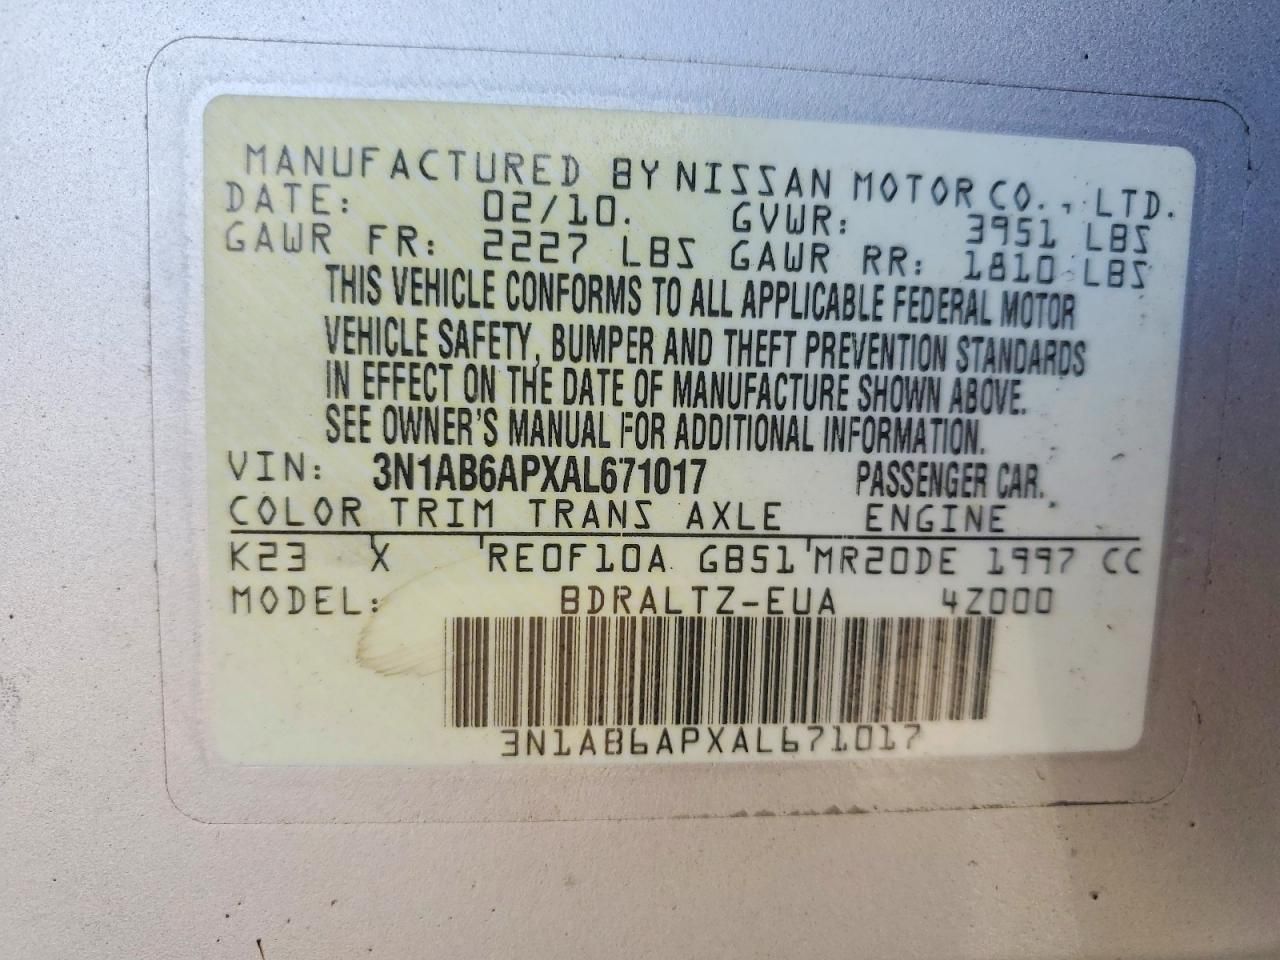 MANUFACTURED BY NISSAN MOTOR CO., LTD.
DATE: 02/10. GVWR: 3951 LBS
GAWR FR: 2227 LBS GAWR RR: 1810 LBS
THIS VEHICLE CONFORMS TO ALL APPLICABLE FEDERAL MOTOR
VEHICLE SAFETY, BUMPER AND THEFT PREVENTION STANDARDS
IN EFFECT ON THE DATE OF MANUFACTURE SHOWN ABOVE.
SEE OWNER'S MANUAL FOR ADDITIONAL INFORMATION.
VIN: 3N1AB6APXAL671017 PASSENGER CAR.
COLOR TRIM TRANS AXLE ENGINE
K23 X RE0F10A GB51 MR20DE 1997 CC
MODEL: BDRALTZ-EUA 4Z000
3N1AB6APXAL671017